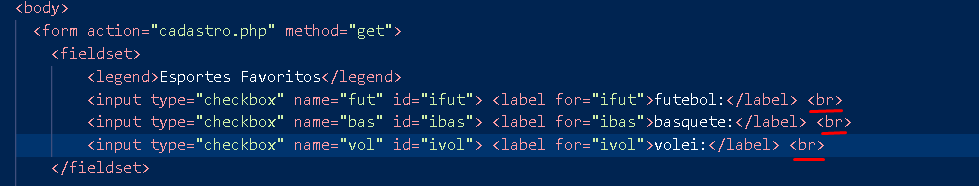 <body>
<form action="cadastro.php" method="get">
<fieldset>
<legend>Esportes Favoritos</legend>
<input type="checkbox" name="fut" id="ifut"> <label for="ifut">futebol:</label> <br>
<input type="checkbox" name="bas" id="ibas"> <label for="ibas">basquete:</label> <br>
<input type="checkbox" name="vol" id="ivol"> <label for="ivol">volei:</label> <br>
</fieldset>